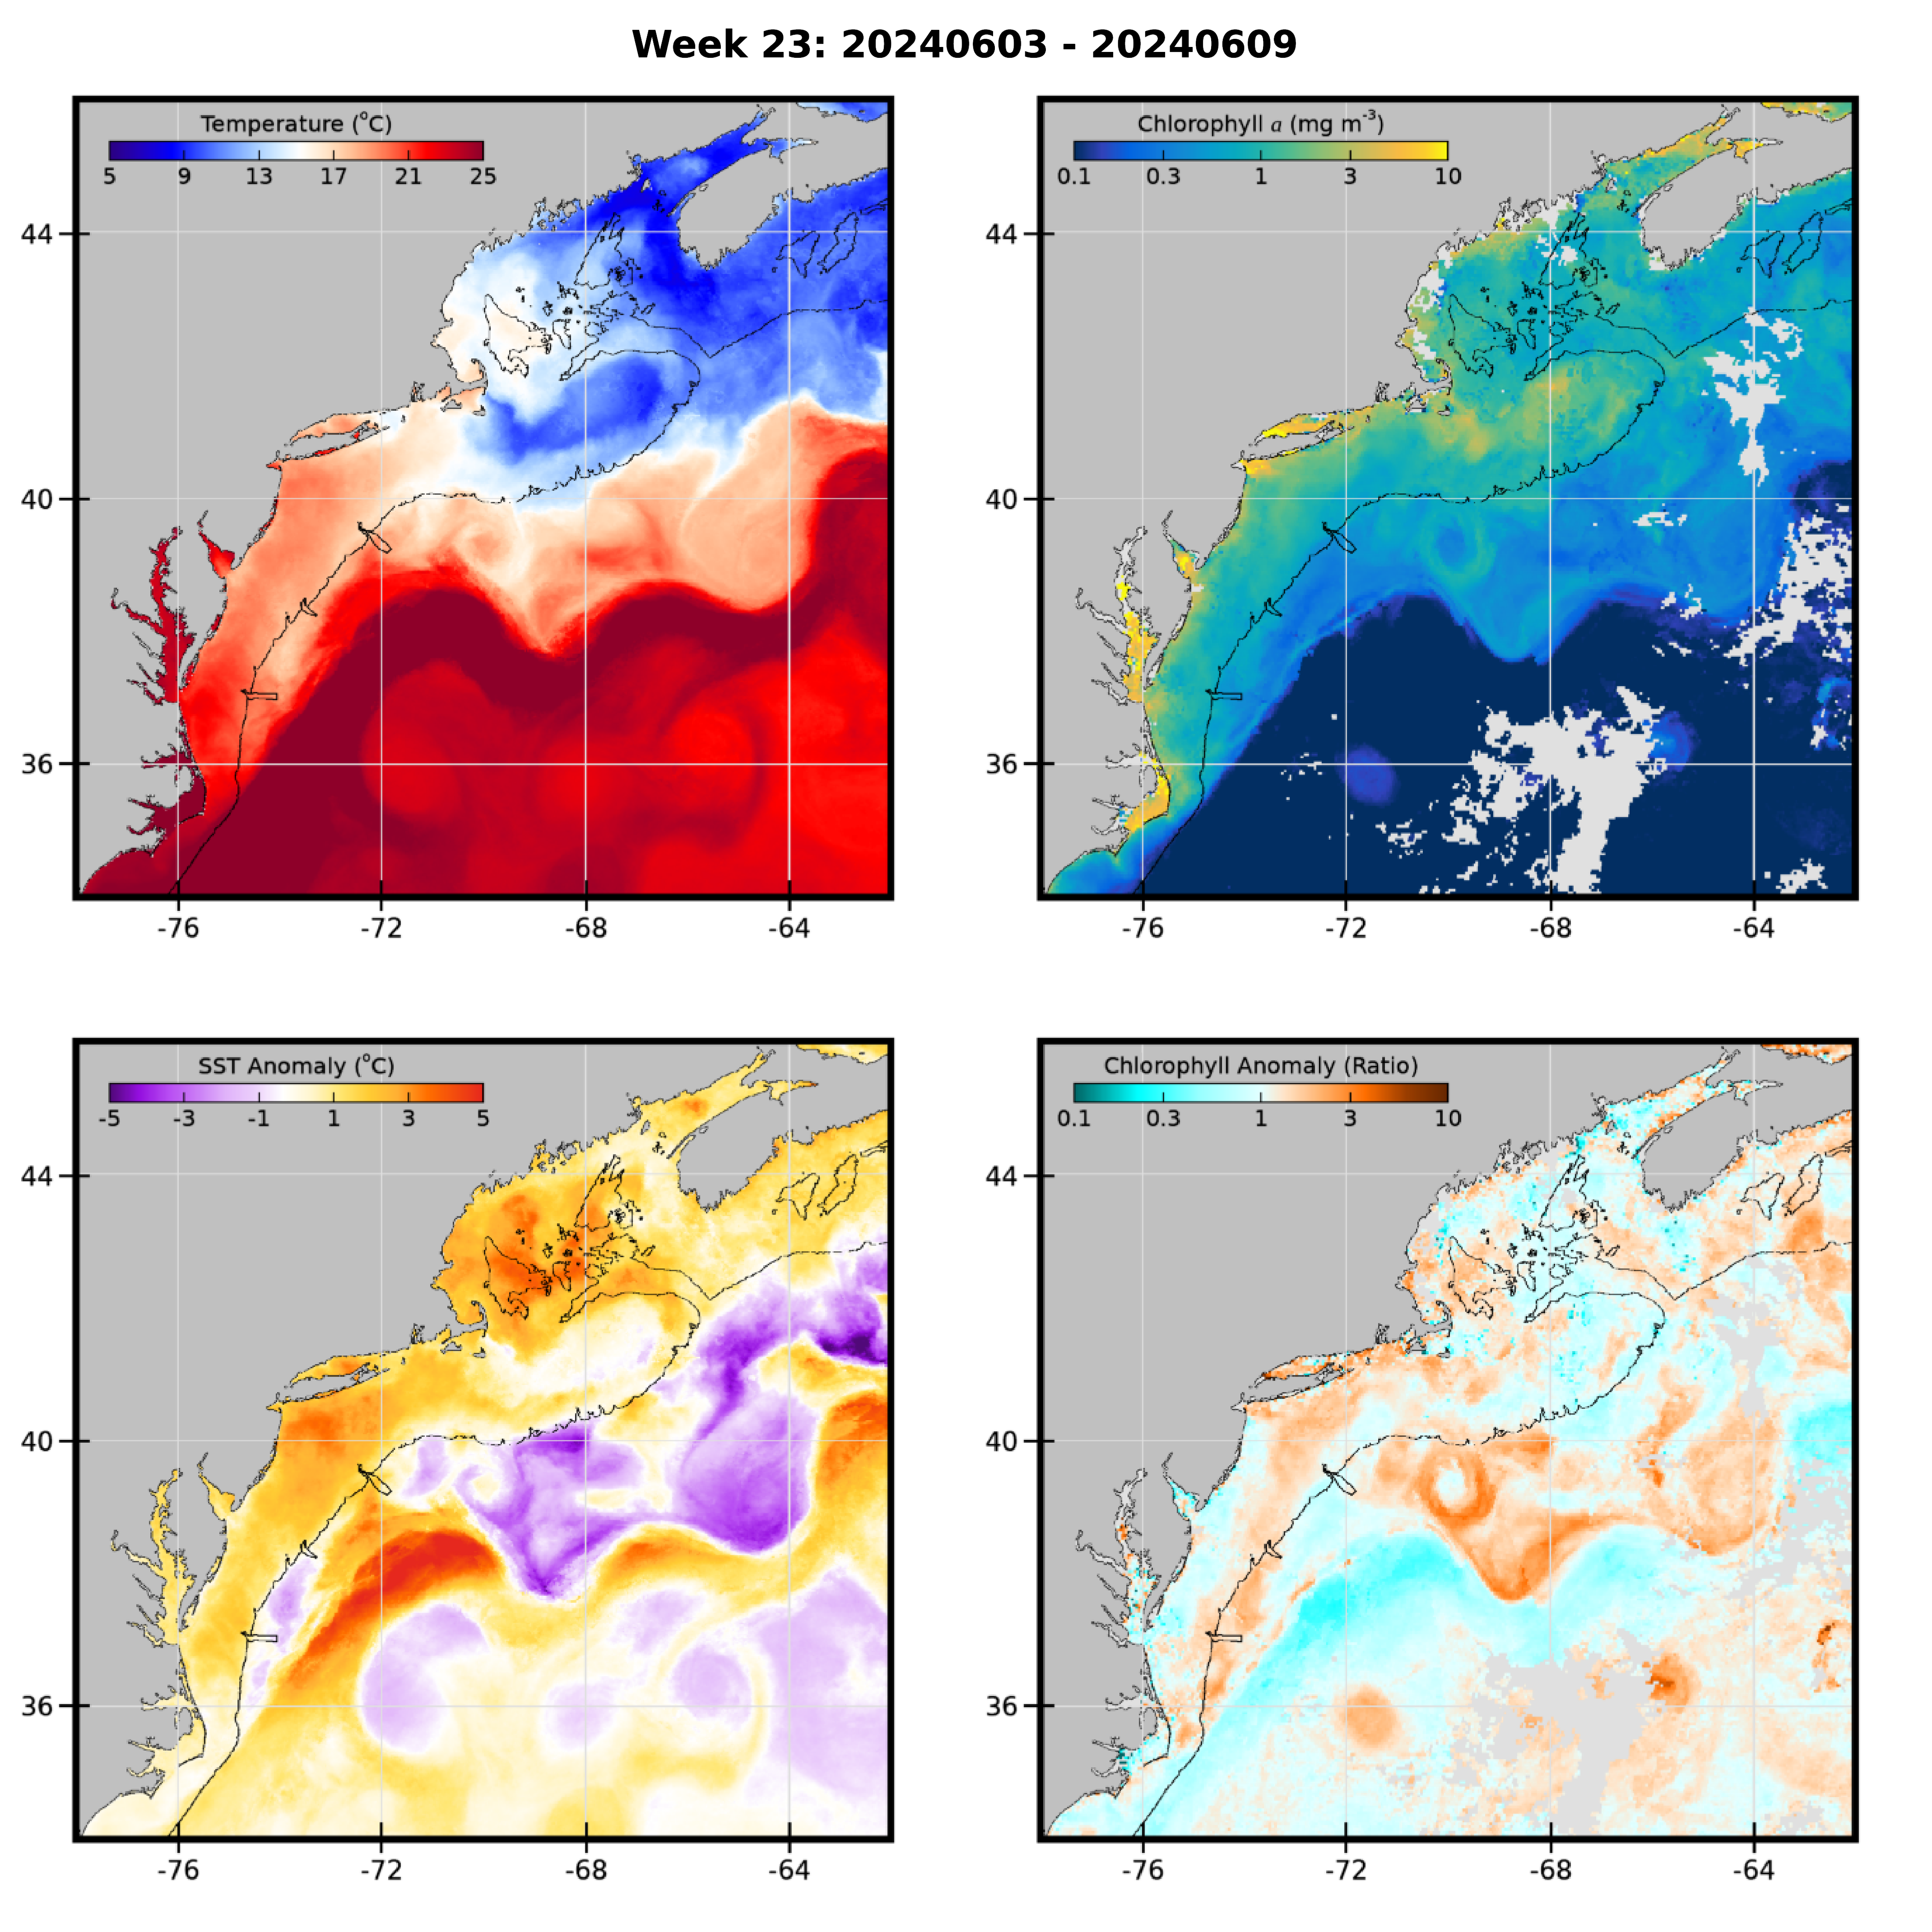 Week 23: 20240603 - 20240609
Temperature (°C)
5 9 13 17 21 25
44
40
36
-76 -72 -68 -64
Chlorophyll a (mg m⁻³)
0.1 0.3 1 3 10
44
40
36
-76 -72 -68 -64
SST Anomaly (°C)
-5 -3 -1 1 3 5
44
40
36
-76 -72 -68 -64
Chlorophyll Anomaly (Ratio)
0.1 0.3 1 3 10
44
40
36
-76 -72 -68 -64